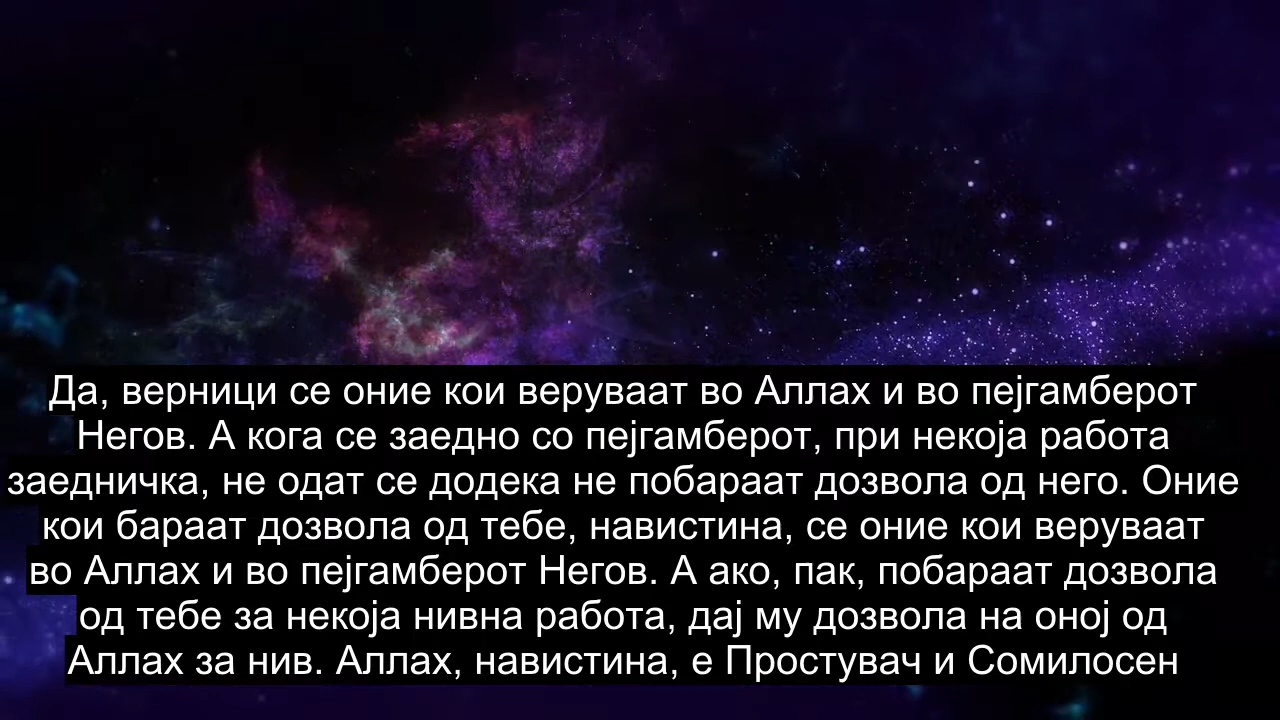 Да, верници се оние кои веруваат во Аллах и во пејгамберот
Негов. А кога се заедно со пејгамберот, при некоја работа
заедничка, не одат се додека не побараат дозвола од него. Оние
кои бараат дозвола од тебе, навистина, се оние кои веруваат
во Аллах и во пејгамберот Негов. А ако, пак, побараат дозвола
од тебе за некоја нивна работа, дај му дозвола на оној од
Аллах за нив. Аллах, навистина, е Простувач и Сомилосен